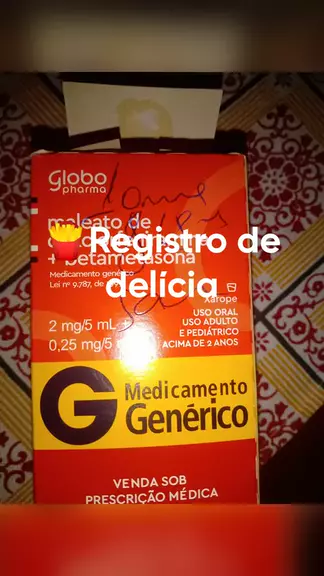 globo
pharma
maleato de
🍟 Registro de
delícia
+ betametasona
Medicamento genérico
Lei nº 9.787, de
Xarope
USO ORAL
USO ADULTO
E PEDIÁTRICO
ACIMA DE 2 ANOS
2 mg/5 mL +
0,25 mg/5
G Medicamento
Genérico
VENDA SOB
PRESCRIÇÃO MÉDICA